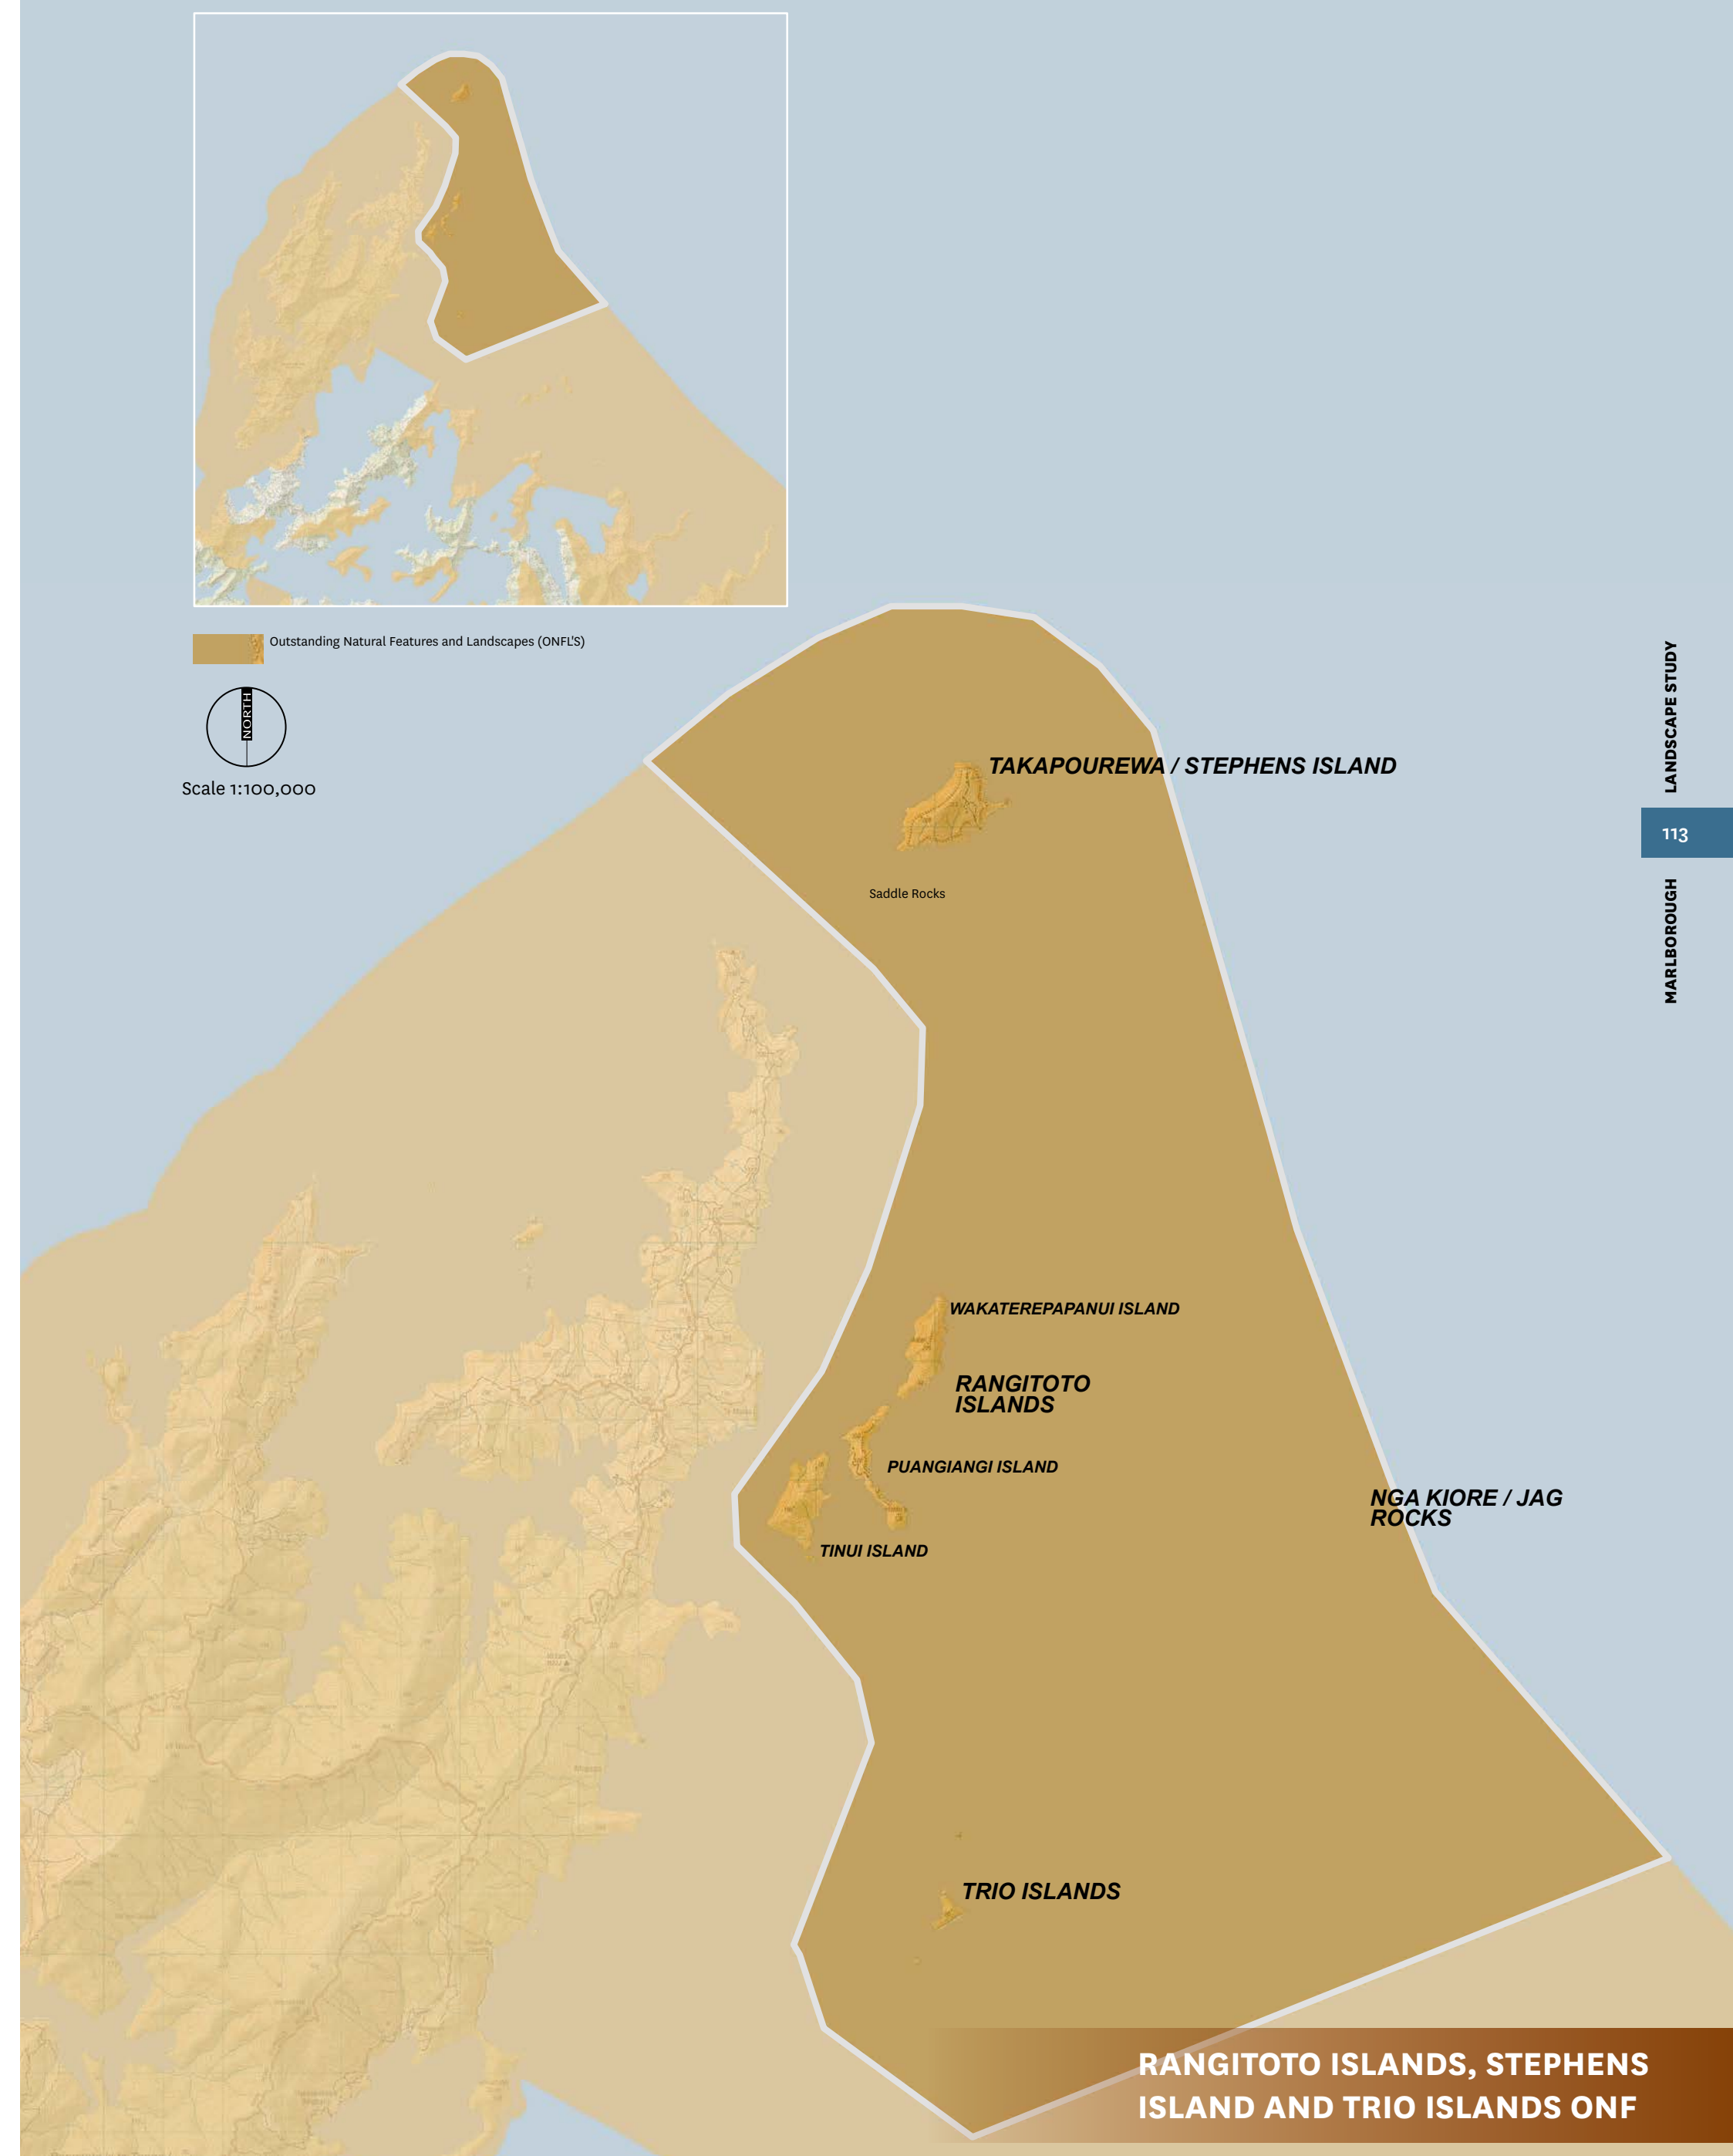 Outstanding Natural Features and Landscapes (ONFL'S)
NORTH
Scale 1:100,000
TAKAPOUREWA / STEPHENS ISLAND
Saddle Rocks
WAKATEREPAPANUI ISLAND
RANGITOTO
ISLANDS
PUANGIANGI ISLAND
NGA KIORE / JAG
ROCKS
TINUI ISLAND
TRIO ISLANDS
LANDSCAPE STUDY
113
MARLBOROUGH
RANGITOTO ISLANDS, STEPHENS
ISLAND AND TRIO ISLANDS ONF